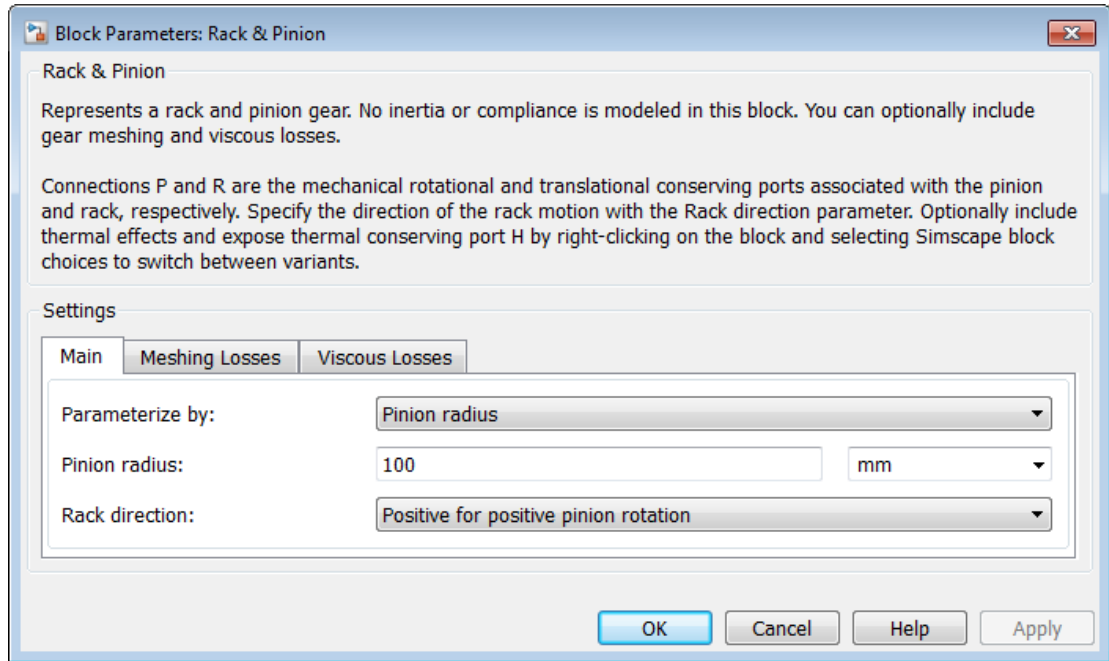 Block Parameters: Rack & Pinion
Rack & Pinion
Represents a rack and pinion gear. No inertia or compliance is modeled in this block. You can optionally include
gear meshing and viscous losses.
Connections P and R are the mechanical rotational and translational conserving ports associated with the pinion
and rack, respectively. Specify the direction of the rack motion with the Rack direction parameter. Optionally include
thermal effects and expose thermal conserving port H by right-clicking on the block and selecting Simscape block
choices to switch between variants.
Settings
Main Meshing Losses Viscous Losses
Parameterize by: Pinion radius
Pinion radius: 100 mm
Rack direction: Positive for positive pinion rotation
OK Cancel Help Apply